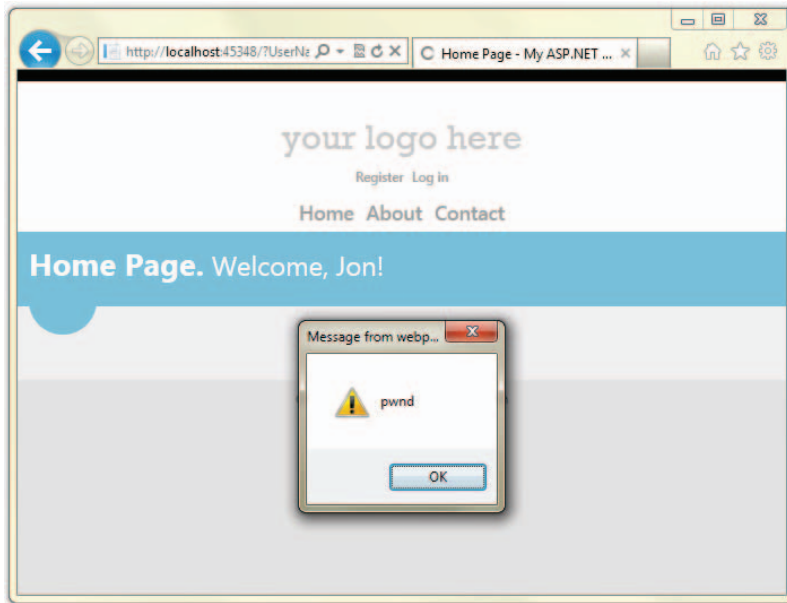 http://localhost:45348/?UserNa
Home Page - My ASP.NET ...
your logo here
Register Log in
Home About Contact
Home Page. Welcome, Jon!
Message from webp...
pwnd
OK